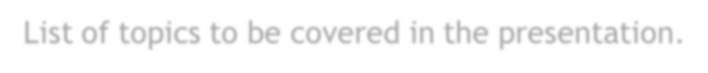 List of topics to be covered in the presentation.